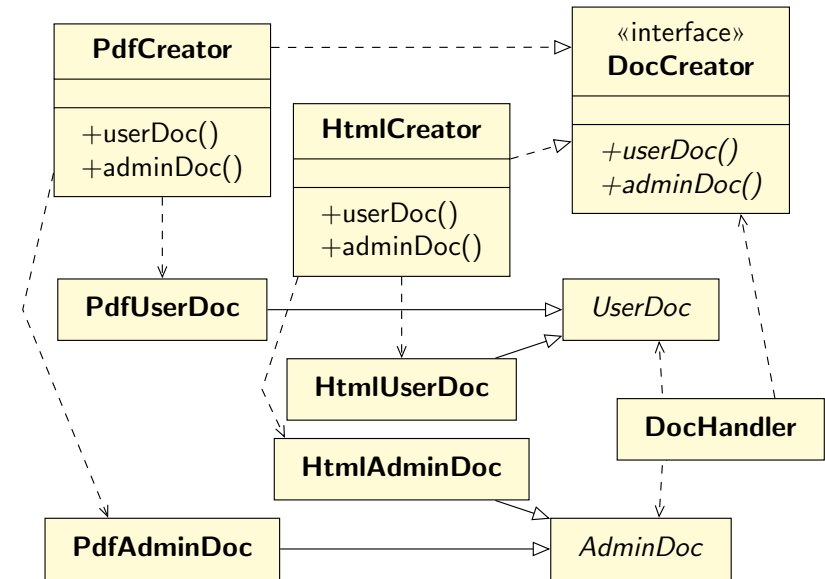 PdfCreator
+userDoc()
+adminDoc()
«interface»
DocCreator
+userDoc()
+adminDoc()
HtmlCreator
+userDoc()
+adminDoc()
PdfUserDoc
UserDoc
HtmlUserDoc
DocHandler
HtmlAdminDoc
PdfAdminDoc
AdminDoc